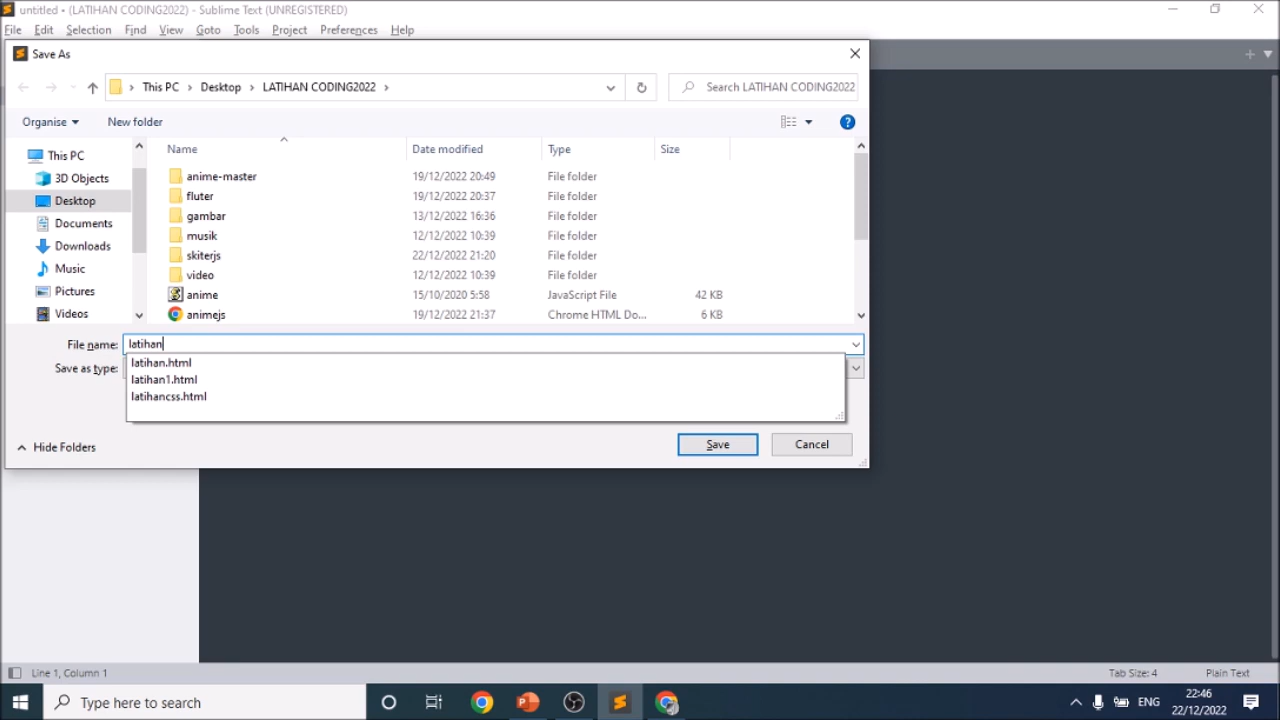 untitled • (LATIHAN CODING2022) - Sublime Text (UNREGISTERED)
File Edit Selection Find View Goto Tools Project Preferences Help
Save As
This PC Desktop LATIHAN CODING2022
Search LATIHAN CODING2022
Organise New folder
Name Date modified Type Size
This PC
3D Objects
Desktop
Documents
Downloads
Music
Pictures
Videos
anime-master 19/12/2022 20:49 File folder
fluter 19/12/2022 20:37 File folder
gambar 13/12/2022 16:36 File folder
musik 12/12/2022 10:39 File folder
skiterjs 22/12/2022 21:20 File folder
video 12/12/2022 10:39 File folder
anime 15/10/2020 5:58 JavaScript File 42 KB
animejs 19/12/2022 21:37 Chrome HTML Do... 6 KB
File name: latihan
Save as type:
latihan.html
latihan1.html
latihancss.html
Hide Folders
Save Cancel
Line 1, Column 1
Tab Size: 4 Plain Text
Type here to search
ENG
22:46
22/12/2022